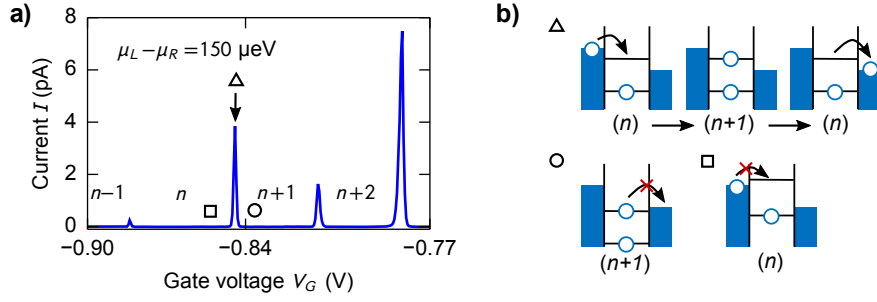 a)
μL−μR=150 μeV
Current I (pA)
8
6
4
2
0
n−1
n
n+1
n+2
−0.90
−0.84
−0.77
Gate voltage VG (V)
b)
(n)
(n+1)
(n)
(n+1)
(n)